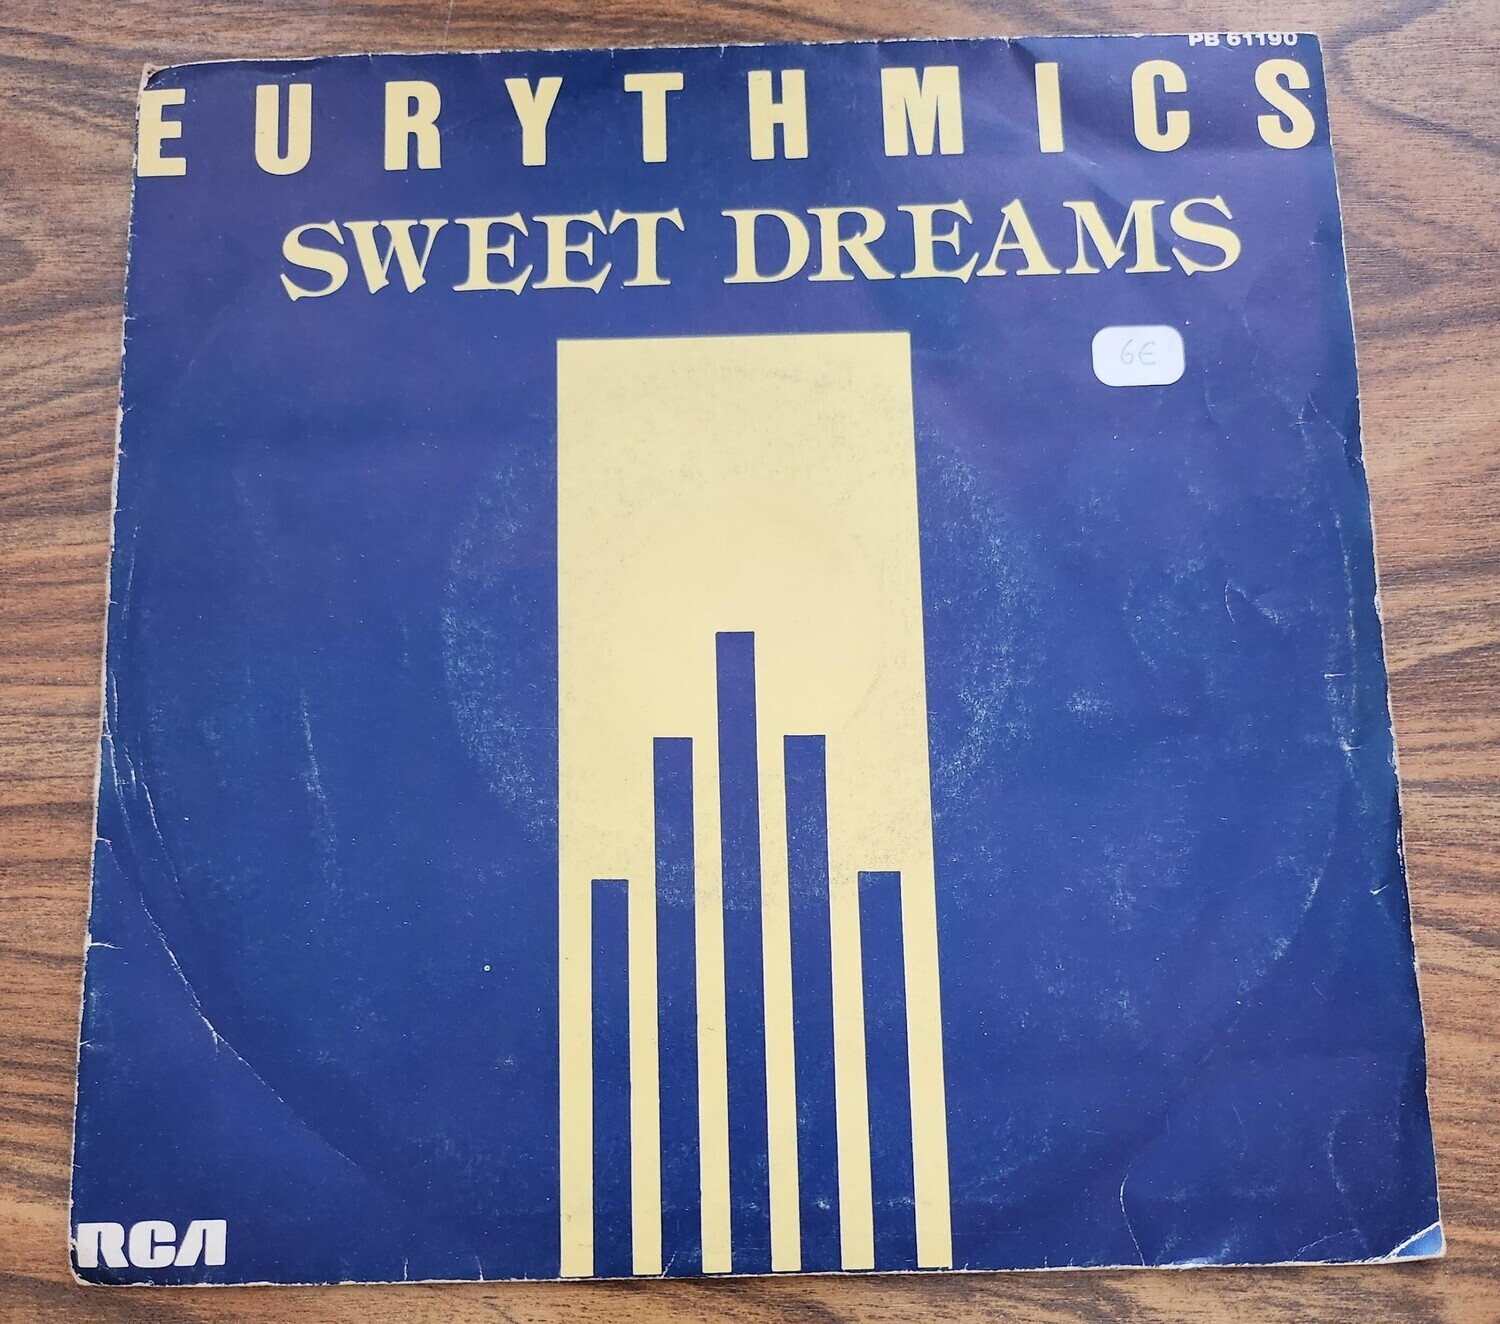 PB 61190
EURYTHMICS
SWEET DREAMS
6€
RCA